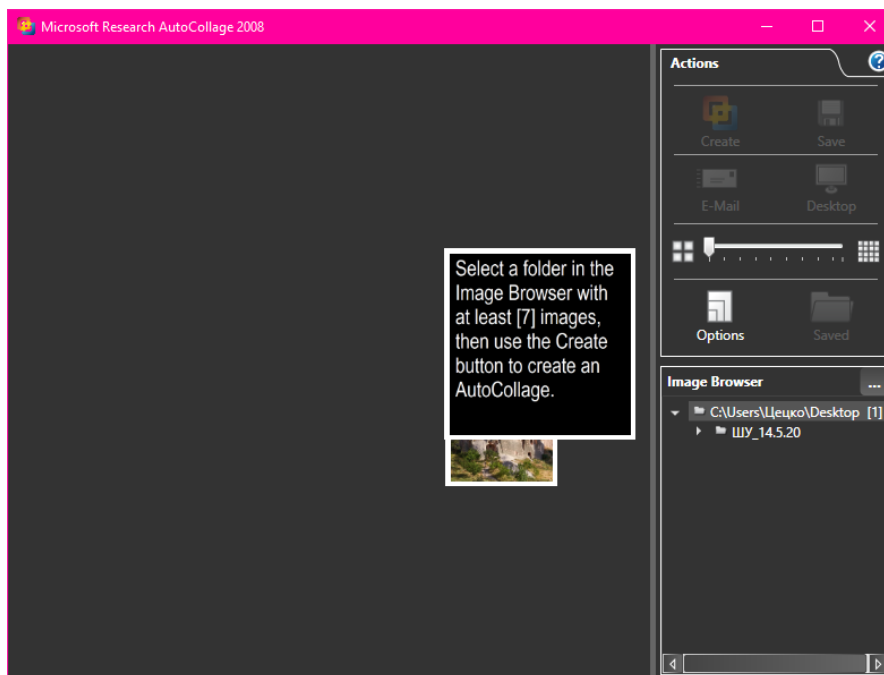 Microsoft Research AutoCollage 2008
Actions
Create
Save
E-Mail
Desktop
Options
Saved
Select a folder in the
Image Browser with
at least [7] images,
then use the Create
button to create an
AutoCollage.
Image Browser
...
C:\Users\Цецко\Desktop [1]
ШУ_14.5.20